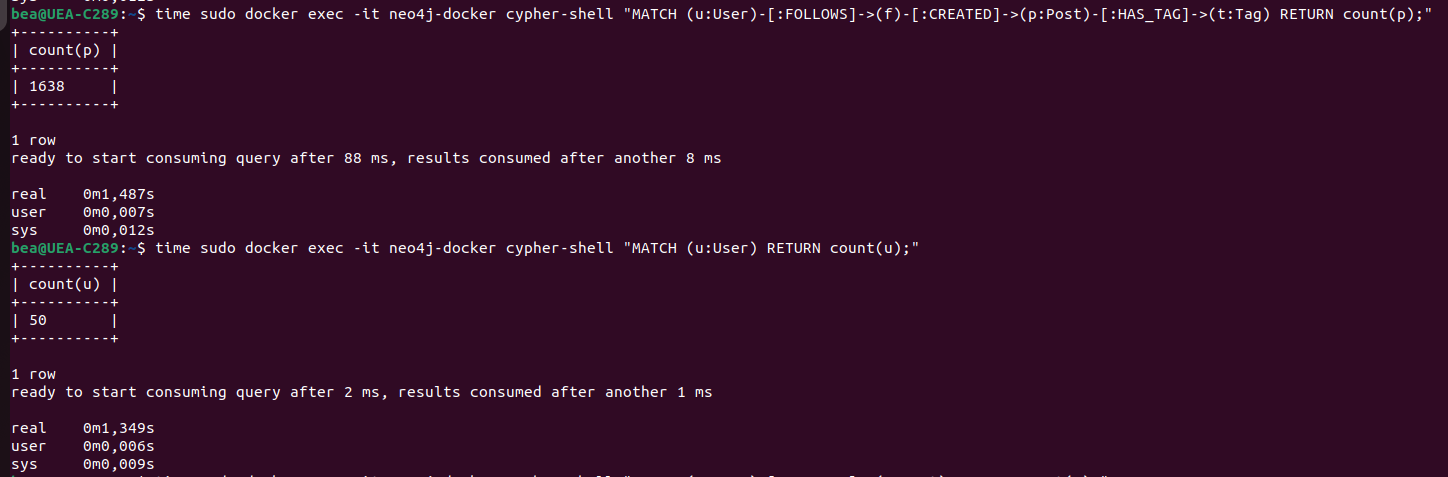 bea@UEA-C289:~$ time sudo docker exec -it neo4j-docker cypher-shell "MATCH (u:User)-[:FOLLOWS]->(f)-[:CREATED]->(p:Post)-[:HAS_TAG]->(t:Tag) RETURN count(p);"
+----------+
| count(p) |
+----------+
| 1638     |
+----------+

1 row
ready to start consuming query after 88 ms, results consumed after another 8 ms

real    0m1,487s
user    0m0,007s
sys     0m0,012s
bea@UEA-C289:~$ time sudo docker exec -it neo4j-docker cypher-shell "MATCH (u:User) RETURN count(u);"
+----------+
| count(u) |
+----------+
| 50       |
+----------+

1 row
ready to start consuming query after 2 ms, results consumed after another 1 ms

real    0m1,349s
user    0m0,006s
sys     0m0,009s